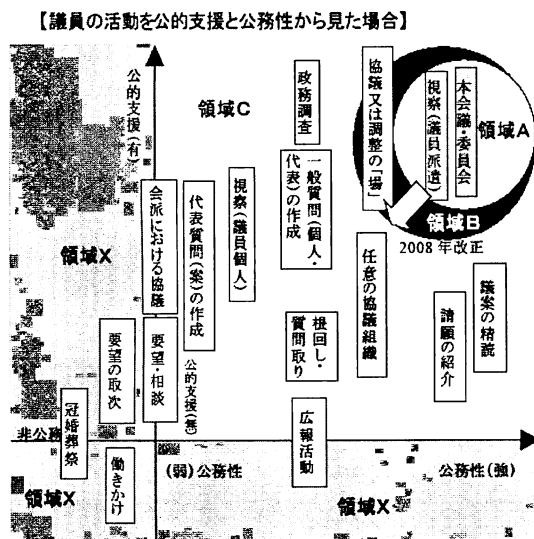 【議員の活動を公的支援と公務性から見た場合】
公的支援(有)
領域C
政務調査
協議又は調整の「場」
視察(議員派遣)
本会議・委員会
領域A
領域B
2008年改正
領域X
会派における協議
代表質問(案)の作成
視察(議員個人)
一般質問(個人・
代表)の作成
任意の協議組織
議案の精読
請願の紹介
要望の取次
要望・相談
公的支援(無)
根回し・
質問取り
冠婚葬祭
非公務
働きかけ
(弱)公務性
広報活動
公務性(強)
領域X
領域X